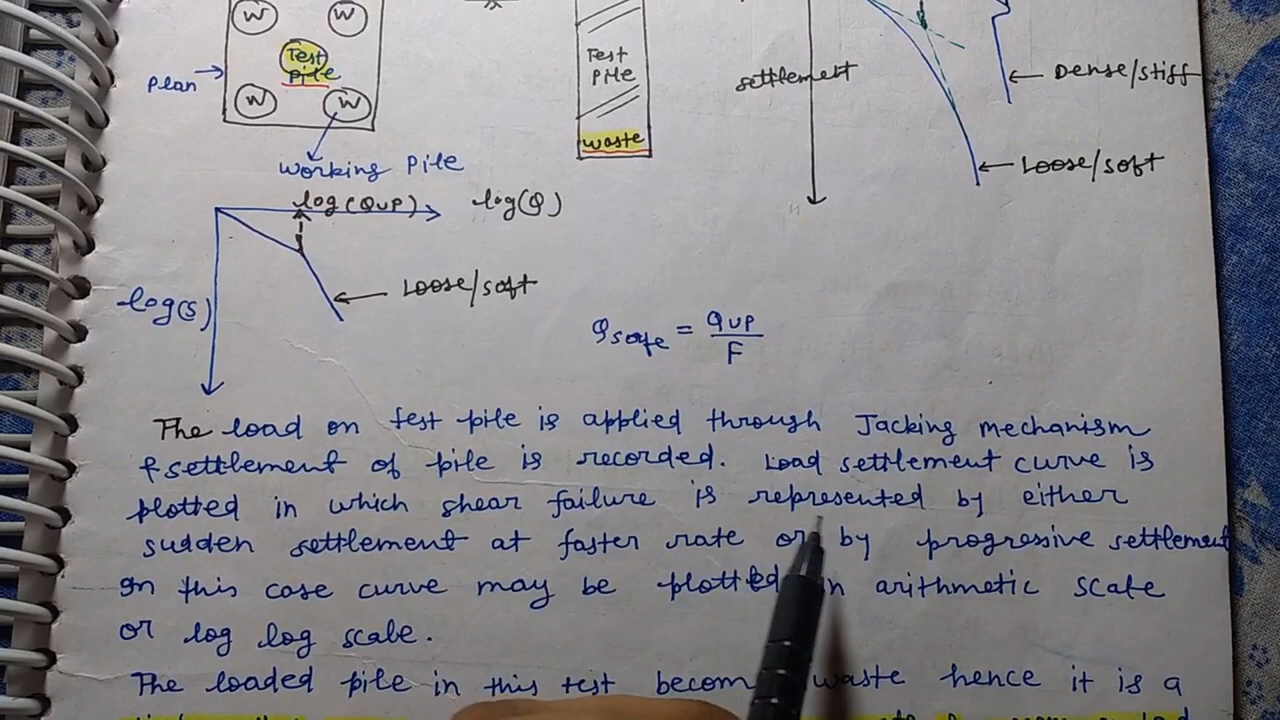 W W
Test
pile
Plan
W W
Working Pile
Test
Pile
waste
settlement
Dense/stiff
Loose/soft
log(QUP) log(Q)
log(s)
Loose/soft
Qsafe = QUP
F
The load on test pile is applied through Jacking mechanism
& settlement of pile is recorded. Load settlement curve is
plotted in which shear failure is represented by either
sudden settlement at faster rate or by progressive settlement
In this case curve may be plotted in arithmetic scale
or log log scale.
The loaded pile in this test waste hence it is a